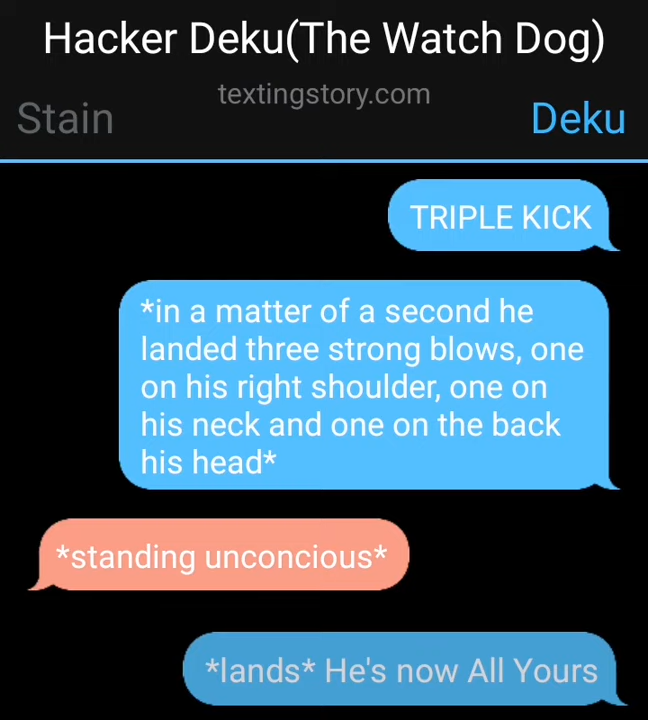 Hacker Deku(The Watch Dog)
textingstory.com
Stain
Deku
TRIPLE KICK
*in a matter of a second he
landed three strong blows, one
on his right shoulder, one on
his neck and one on the back
his head*
*standing unconcious*
*lands* He's now All Yours